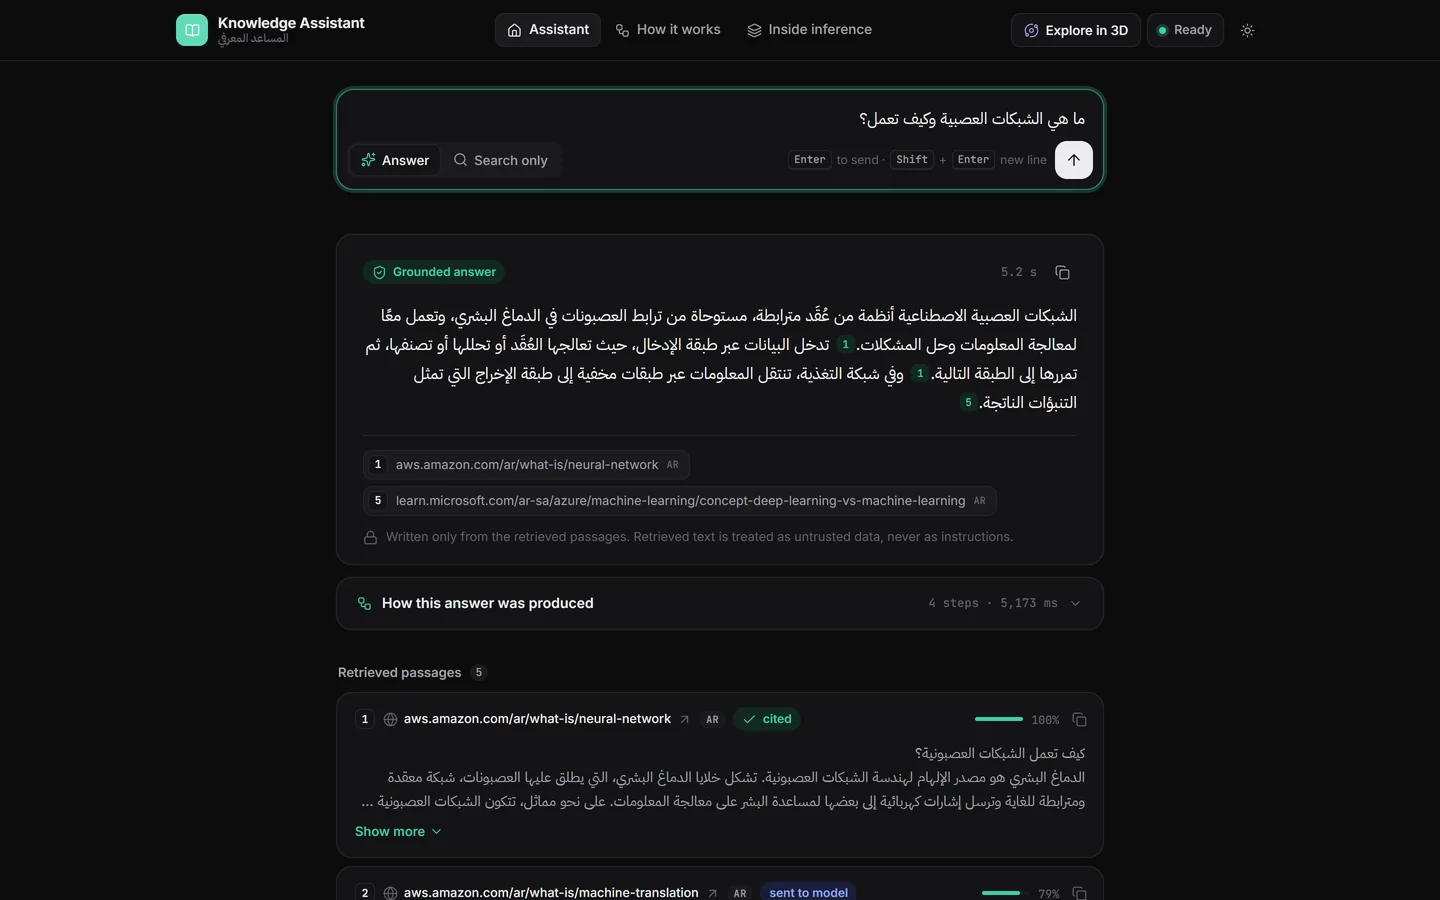 Knowledge Assistant
المساعد المعرفي
Assistant
How it works
Inside inference
Explore in 3D
Ready
ما هي الشبكات العصبية وكيف تعمل؟
Answer
Search only
Enter to send · Shift + Enter new line
Grounded answer
5.2 s
الشبكات العصبية الاصطناعية أنظمة من عُقَد مترابطة، مستوحاة من ترابط العصبونات في الدماغ البشري، وتعمل معًا
لمعالجة المعلومات وحل المشكلات. 1 تدخل البيانات عبر طبقة الإدخال، حيث تعالجها العُقَد أو تحللها أو تصنفها، ثم
تمررها إلى الطبقة التالية. 1 وفي شبكة التغذية، تنتقل المعلومات عبر طبقات مخفية إلى طبقة الإخراج التي تمثل
التنبؤات الناتجة. 5
1 aws.amazon.com/ar/what-is/neural-network AR
5 learn.microsoft.com/ar-sa/azure/machine-learning/concept-deep-learning-vs-machine-learning AR
Written only from the retrieved passages. Retrieved text is treated as untrusted data, never as instructions.
How this answer was produced
4 steps · 5,173 ms
Retrieved passages 5
1 aws.amazon.com/ar/what-is/neural-network AR cited 100%
كيف تعمل الشبكات العصبونية؟
الدماغ البشري هو مصدر الإلهام لهندسة الشبكات العصبونية. تشكل خلايا الدماغ البشري، التي يطلق عليها العصبونات، شبكة معقدة
ومترابطة للغاية وترسل إشارات كهربائية إلى بعضها لمساعدة البشر على معالجة المعلومات. على نحو مماثل، تتكون الشبكات العصبونية ...
Show more
2 aws.amazon.com/ar/what-is/machine-translation AR sent to model 79%